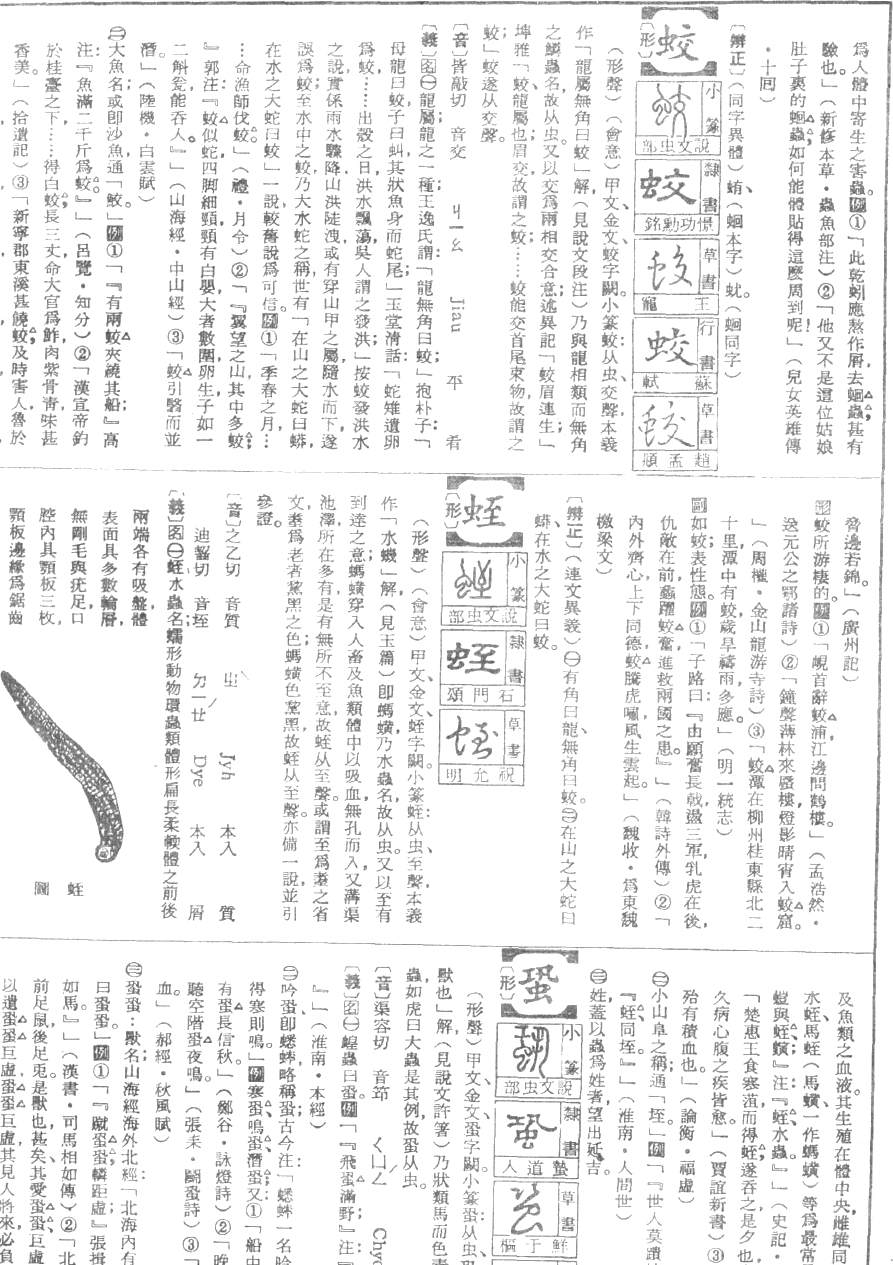 爲人體中寄生之害蟲。例①「此乾蚓應熬作屑去蛔蟲甚有
驗也。」(新修本草・蟲魚部注)②「他又不是這位姑娘
肚子裏的蛔蟲如何能體貼得這麽周到呢!」(兒女英雄傳
・十回)
〔辨正〕(同字異體)蛕、(蛔本字)蚘。(蛔同字)
【蛟】
小篆 說文虫部
隸書 憬功勳銘
草書 王寵
行書 蘇軾
草書 趙孟頫
〔形〕
(形聲)(會意)甲文、金文蛟字闕。小篆蛟:从虫、交聲,本義
作「龍屬無角曰蛟」解,(見說文段注)乃與龍相類而無角
之鱗蟲名,故从虫。又以交爲兩相交合意,述異記「蛟眉連生」;
埤雅「蛟,龍屬也,眉交,故謂之蛟;……蛟能交首尾束物,故謂之
蛟」蛟遂从交聲。
〔音〕皆敲切 音交 ㄐㄧㄠ Jiau 平 肴
〔義〕名㊀龍屬,龍之一種;王逸氏謂:「龍無角曰蛟」;抱朴子:「
母龍曰蛟,子曰虯,其狀魚身而蛇尾」;玉堂清話:「蛇雉遺卵
爲蛟……出殼之日,洪水飄蕩,吳人謂之發洪」按蛟發洪水
之說,實係雨水驟降,山洪陡洩,或有穿山甲之屬隨水而下,遂
誤爲蛟;至水中之蛟,乃大水蛇之稱,世有「在山之大蛇曰蟒,
在水之大蛇曰蛟」一說,較舊說爲可信。例①「季春之月,…
…命漁師伐蛟」(禮・月令)②「『翼望之山,其中多蛟;
』郭注『蛟似蛇,四脚,細頸,頸有白嬰,大者數圍,卵生,子如一
二斛瓮,能吞人。』」(山海經・中山經)③「蛟引翳而並
潛」(陸機・白雲賦)
㊁大魚名,或卽沙魚,通「鮫」。例①「『有兩蛟夾繞其船』高
注:『魚滿二千斤爲蛟。』」(呂覽・知分)②「漢宣帝釣
於桂臺之下……得白蛟長三丈,命大官爲鮓,肉紫骨靑,味甚
香美。」(拾遺記)③「新寧郡東溪甚饒蛟,及時害人,魯於
脊邊若錦。」(廣州記)
形蛟所游棲的。例①「峴首辭蛟浦,江邊問鶴樓。」(孟浩然・
送元公之鄂渚詩)②「鐘聲薄林來蜃樓,燈影晴宵入蛟窟。
」(周權・金山龍游寺詩)③「蛟潭在柳州桂東縣北二
十里,潭中有蛟,歲旱禱雨多應。」(明一統志)
副如蛟,表性態。例①「子路曰:『由願奮長戟,盪三軍,乳虎在後,
仇敵在前,蠡躍蛟奮,進救兩國之患。』」(韓詩外傳)②「
內外齊心,上下同德,蛟騰虎嘯,風生雲起。」(魏收・爲東魏
檄梁文)
〔辨正〕(連文異義)㊀有角曰龍,無角曰蛟。㊁在山之大蛇曰
蟒,在水之大蛇曰蛟。
【蛭】
小篆 說文虫部
隸書 石門頌
草書 祝允明
〔形〕
(形聲)(會意)甲文、金文蛭字闕。小篆蛭:从虫、至聲,本義
作「水蟣」解,(見玉篇)卽螞蟥,乃水蟲名,故从虫。又以至有
到達之意,螞蟥穿入人畜及魚類體中以吸血,無孔而入,又溝渠
池澤所在多有,是有無所不至意,故蛭从至聲。或謂至爲耋之省
文,耋爲老者黧黑之色,螞蟥色黧黑,故蛭从至聲。亦備一說,並引
參證。
〔音〕之乙切 音質 ㄓˊ Jyh 本入 質
迪齧切 音垤 ㄉㄧㄝˊ Dye 本入 屑
〔義〕名㊀蛭水蟲名,蠕形動物環蟲類,體形扁長柔輭,體之前後
兩端各有吸盤,體
表面具多數輪層,
無剛毛與疣足,口
腔內具顎板三枚,
顎板邊緣爲鋸齒
蛭圖
及魚類之血液。其生殖在體中央,雌雄同
水蛭、馬蛭(馬蟥一作螞蟥)等爲最常
螘與蛭螾』注:『蛭,水蟲。』」(史記・
「楚惠王食寒菹而得蛭,遂吞之,是夕也,
久病心腹之疾皆愈。」(賈誼新書)③
殆有積血也。」(論衡・福虛)
㊁小山阜之稱,通「垤」。例「『世人莫躓
『蛭同垤。』」(淮南・人間世)
㊂姓,蓋以蟲爲姓者,望出延吉。
【蛩】
小篆 說文虫部
隸書 蟄道人
草書 鮮于樞
〔形〕
(形聲)甲文、金文蛩字闕。小篆蛩:从虫、巩
獸也」解,(見說文許箸)乃狀類馬而色靑
蟲如虎曰大蟲是其例,故蛩从虫。
〔音〕渠容切 音筇 ㄑㄩㄥˊ
〔義〕名㊀蝗蟲曰蛩。例「『飛蛩滿野』注:『
』」(淮南・本經)
㊁吟蛩,卽蟋蟀,略稱蛩。古今注:「蟋蟀一名吟
得寒則鳴」例寒蛩、鳴蛩、潛蛩,又①「船中
有蛩長信秋。」(鄭谷・詠燈詩)②「晚
聽空階蛩夜鳴。」(張耒・鬭蛩詩)③「
血。」(郝經・秋風賦)
㊂蛩蛩:獸名,山海經海外北經:「北海內有
曰蛩蛩」例①「『蹵蛩蛩,轔距虛』張揖
如馬。』」(漢書・司馬相如傳)②「北
前足鼠,後足兎,是獸也,甚矣其愛蛩蛩巨虛
以遺蛩蛩巨虛,蛩蛩巨虛其見人將來,必負